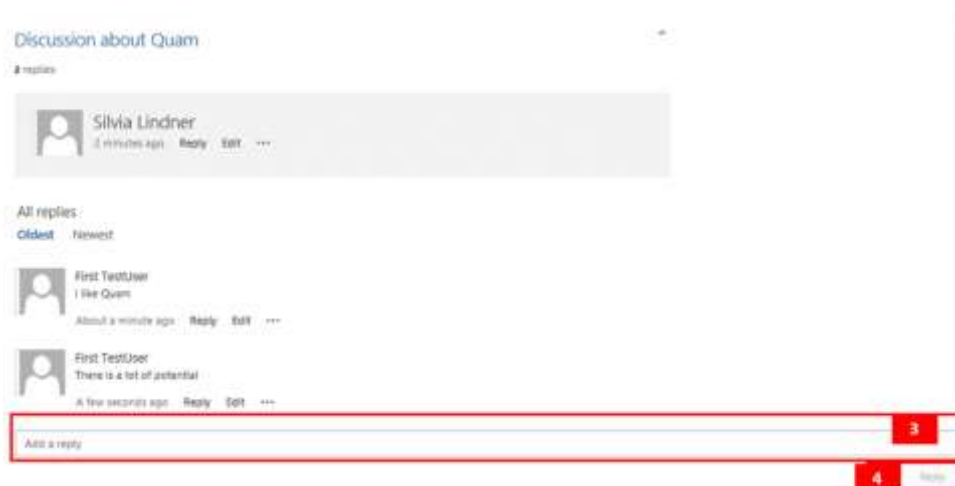 Discussion about Quam
2 replies
Silvia Lindner
2 minutes ago Reply Edit ...
All replies
Oldest Newest
First TestUser
I like Quam
About a minute ago Reply Edit ...
First TestUser
There is a lot of potential
A few seconds ago Reply Edit ...
3
Add a reply
4 Reply